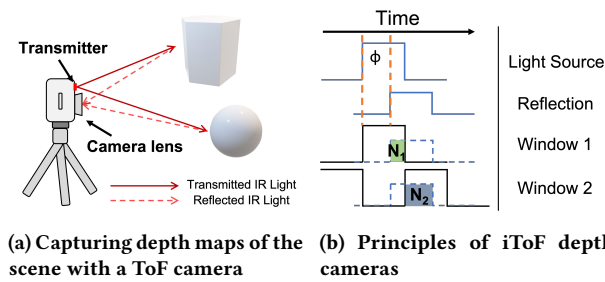 Transmitter
Camera lens
Transmitted IR Light
Reflected IR Light
(a) Capturing depth maps of the
scene with a ToF camera
Time
ϕ
Light Source
Reflection
N1
Window 1
N2
Window 2
(b) Principles of iToF depth
cameras